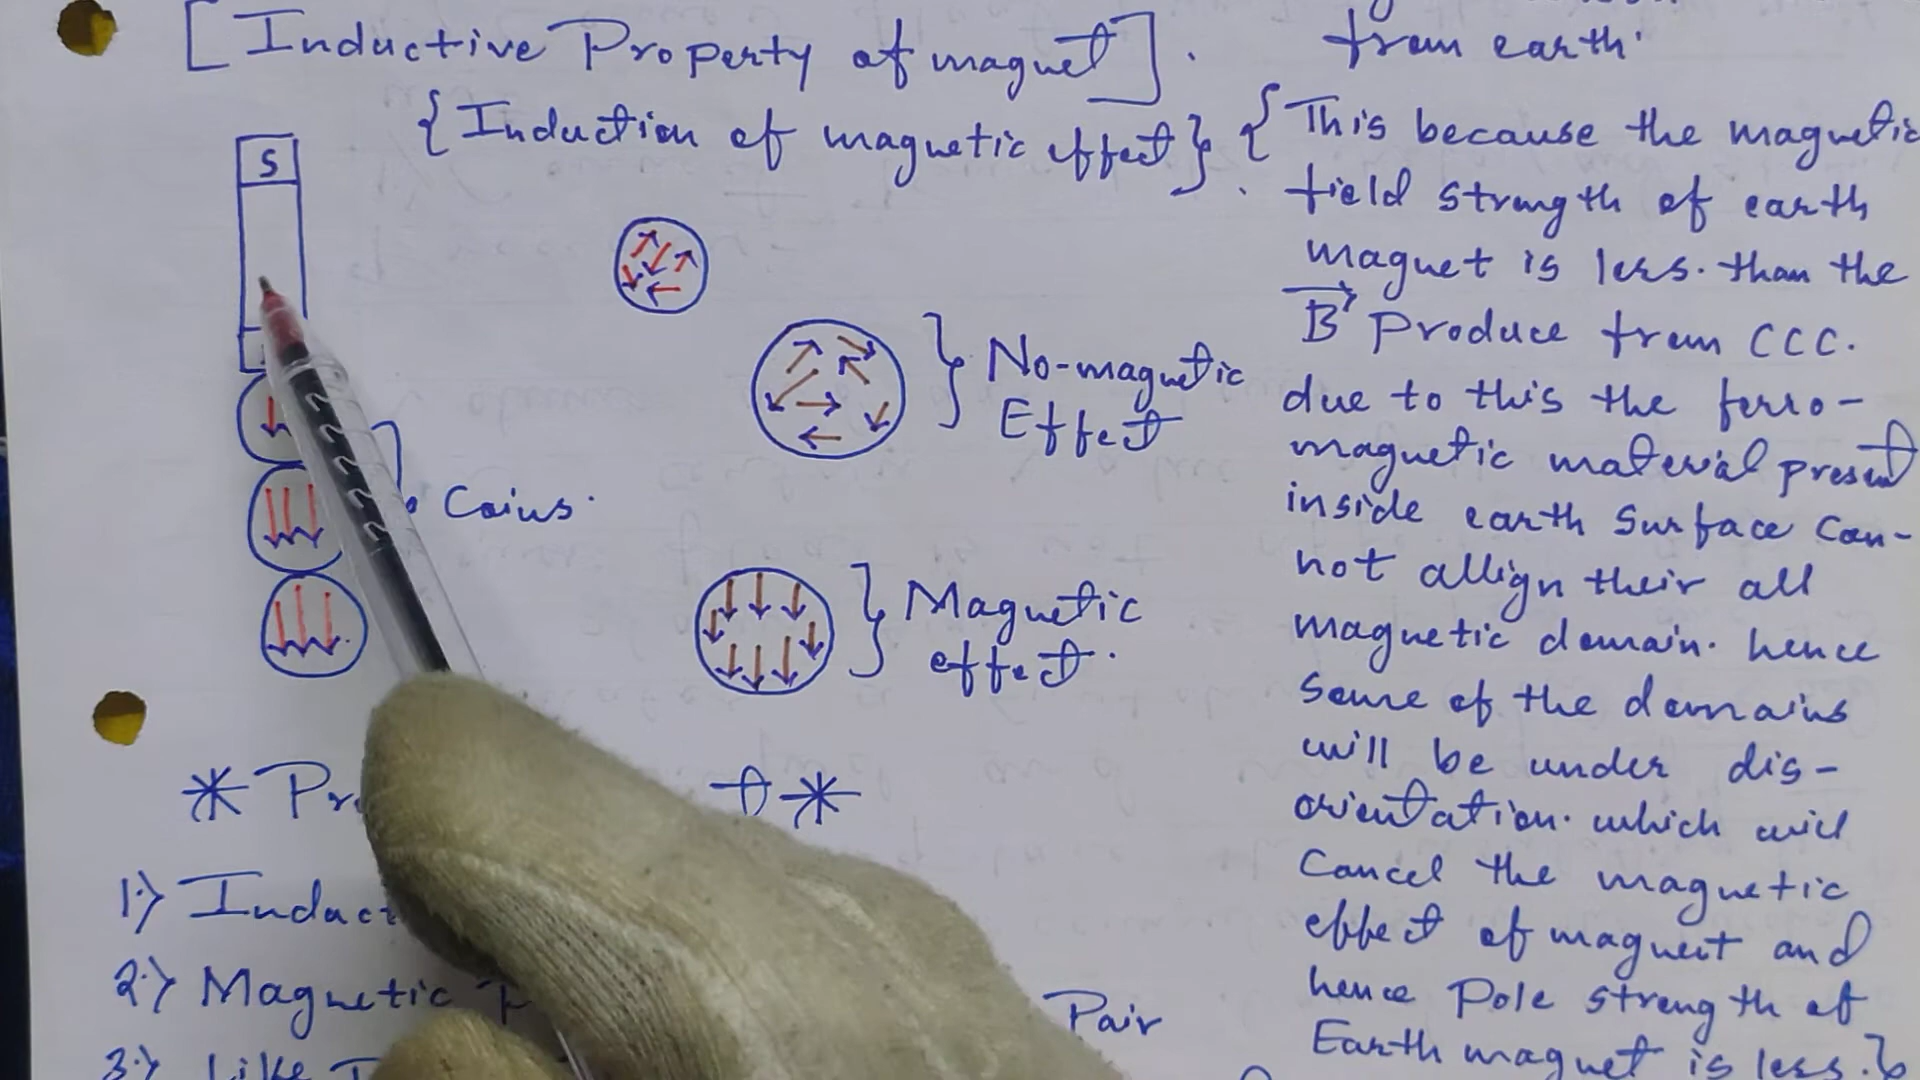 [Inductive Property of magnet].
{Induction of magnetic effect}.
S
No-magnetic
Effect
Coins.
Magnetic
effect.
* *
1.)
2.) Magnetic
Pair
3.) Like
from earth.
{This because the magnetic
field strength of earth
magnet is less. than the
B⃗ Produce from CCC.
due to this the ferro-
magnetic material present
inside earth surface can-
not allign their all
magnetic domain. hence
some of the domains
will be under dis-
orientation. which will
Cancel the magnetic
effect of magnet and
hence Pole strength of
Earth magnet is less.}